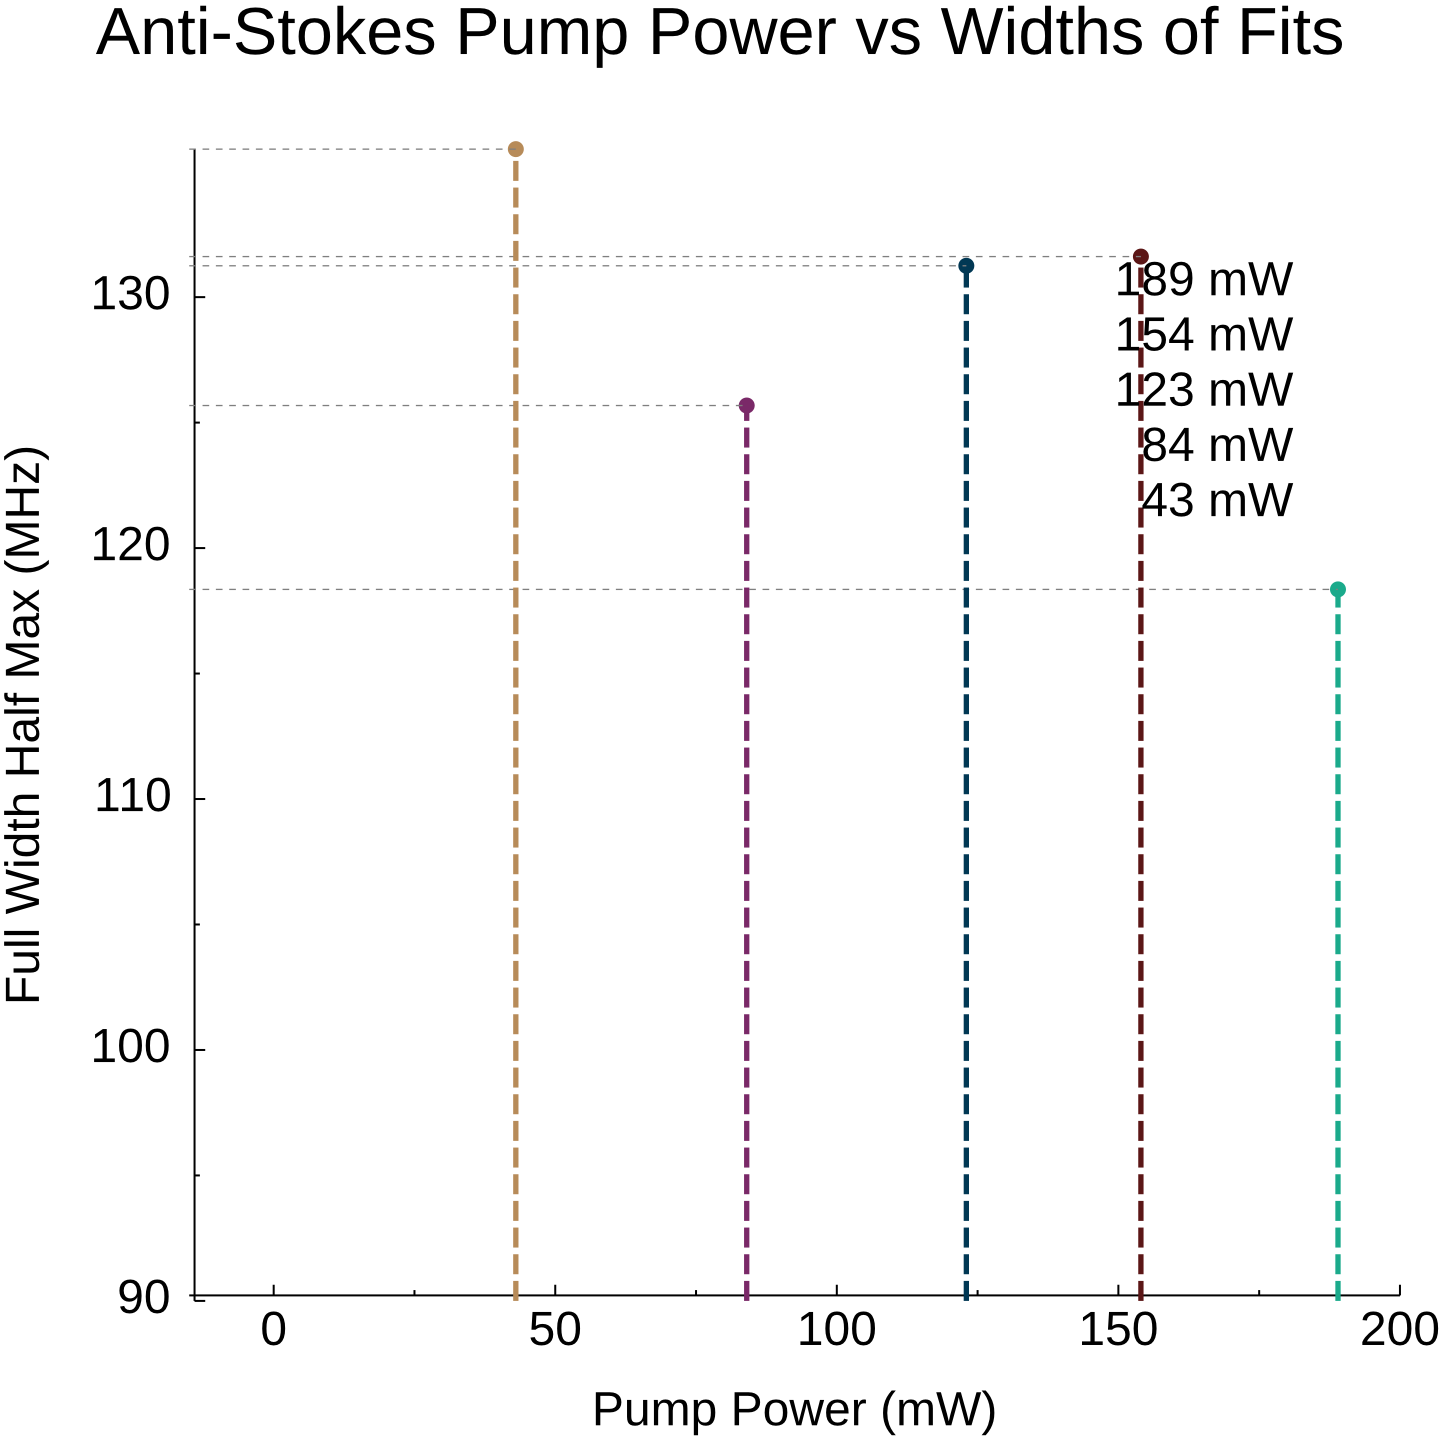 Anti-Stokes Pump Power vs Widths of Fits
130
120
110
100
90
Full Width Half Max (MHz)
189 mW
154 mW
123 mW
84 mW
43 mW
0
50
100
150
200
Pump Power (mW)